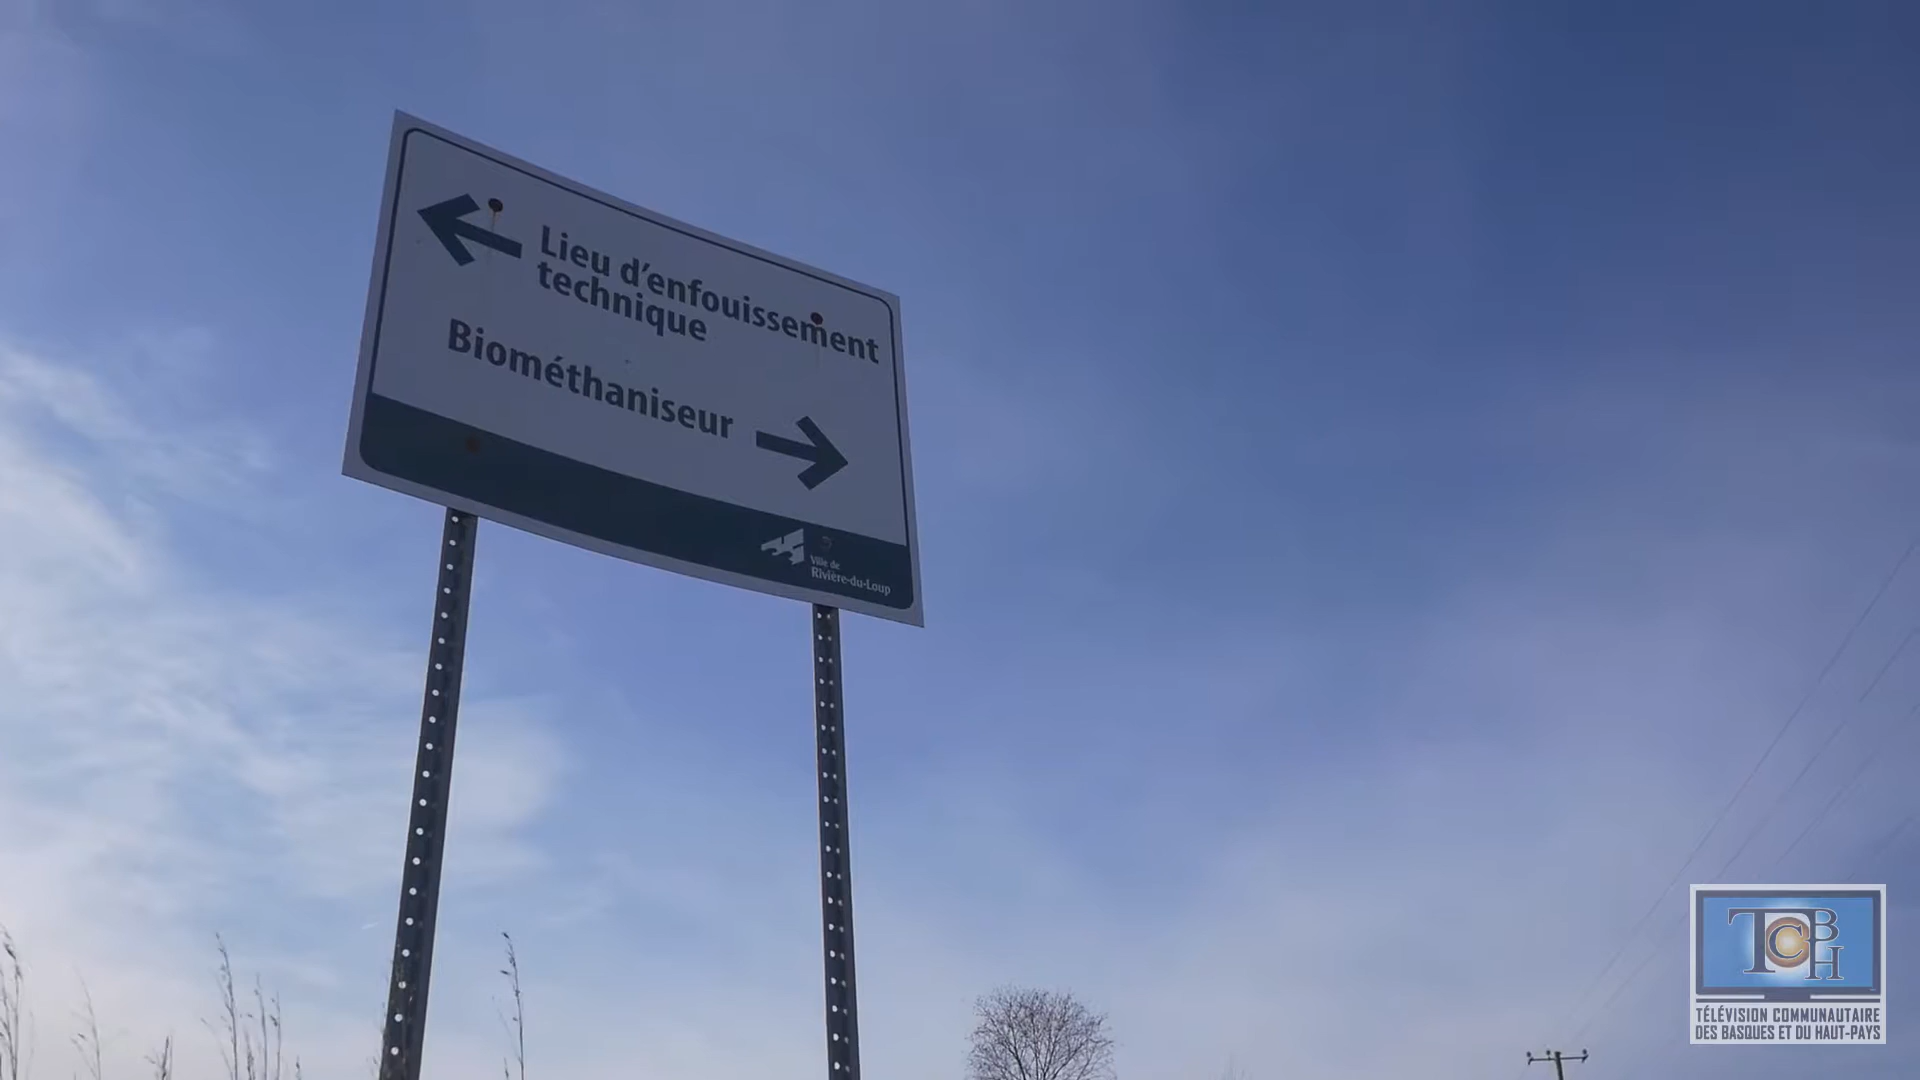 Lieu d'enfouissement
technique
Biométhaniseur
Ville de
Rivière-du-Loup
TCBH
TÉLÉVISION COMMUNAUTAIRE
DES BASQUES ET DU HAUT-PAYS